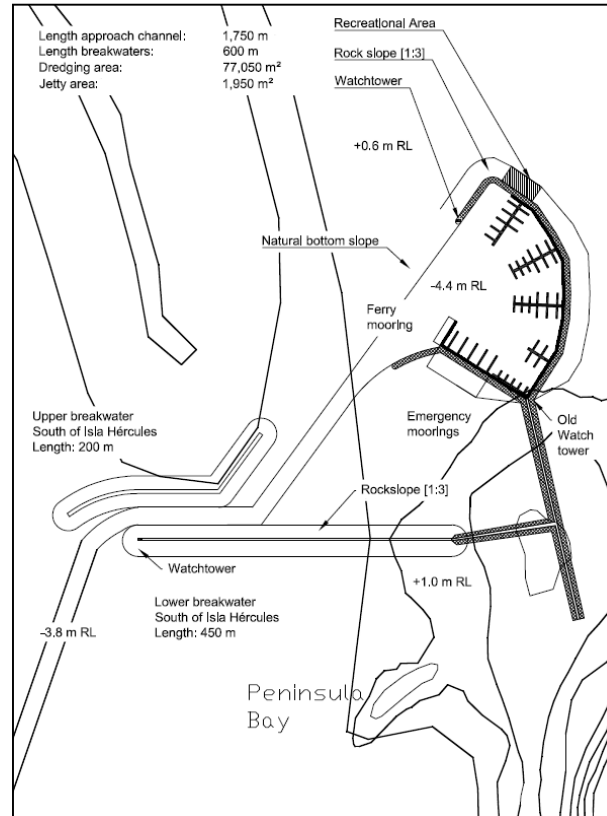 Length approach channel: 1,750 m
Length breakwaters: 600 m
Dredging area: 77,050 m²
Jetty area: 1,950 m²
Recreational Area
Rock slope [1:3]
Watchtower
+0.6 m RL
Natural bottom slope
-4.4 m RL
Ferry
mooring
Upper breakwater
South of Isla Hércules
Length: 200 m
Emergency
moorings
Old
Watch
tower
Rockslope [1:3]
Watchtower
+1.0 m RL
Lower breakwater
South of Isla Hércules
Length: 450 m
-3.8 m RL
Peninsula
Bay